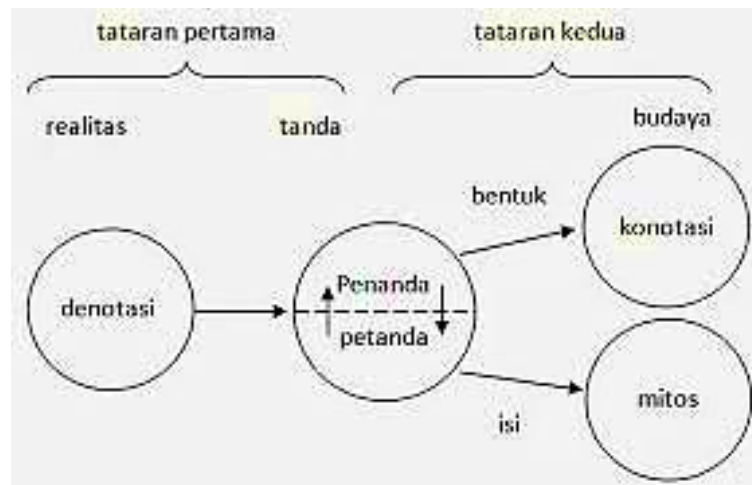 tataran pertama
tataran kedua
realitas
tanda
budaya
bentuk
konotasi
denotasi
Penanda
petanda
mitos
isi